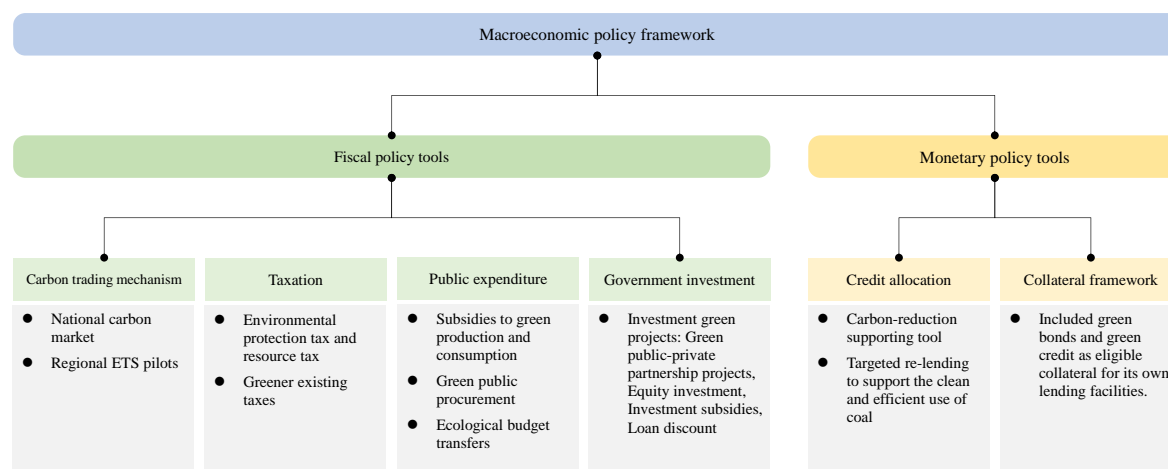 Macroeconomic policy framework
Fiscal policy tools
Monetary policy tools
Carbon trading mechanism
● National carbon
market
● Regional ETS pilots
Taxation
● Environmental
protection tax and
resource tax
● Greener existing
taxes
Public expenditure
● Subsidies to green
production and
consumption
● Green public
procurement
● Ecological budget
transfers
Government investment
● Investment green
projects: Green
public-private
partnership projects,
Equity investment,
Investment subsidies,
Loan discount
Credit allocation
● Carbon-reduction
supporting tool
● Targeted re-lending
to support the clean
and efficient use of
coal
Collateral framework
● Included green
bonds and green
credit as eligible
collateral for its own
lending facilities.